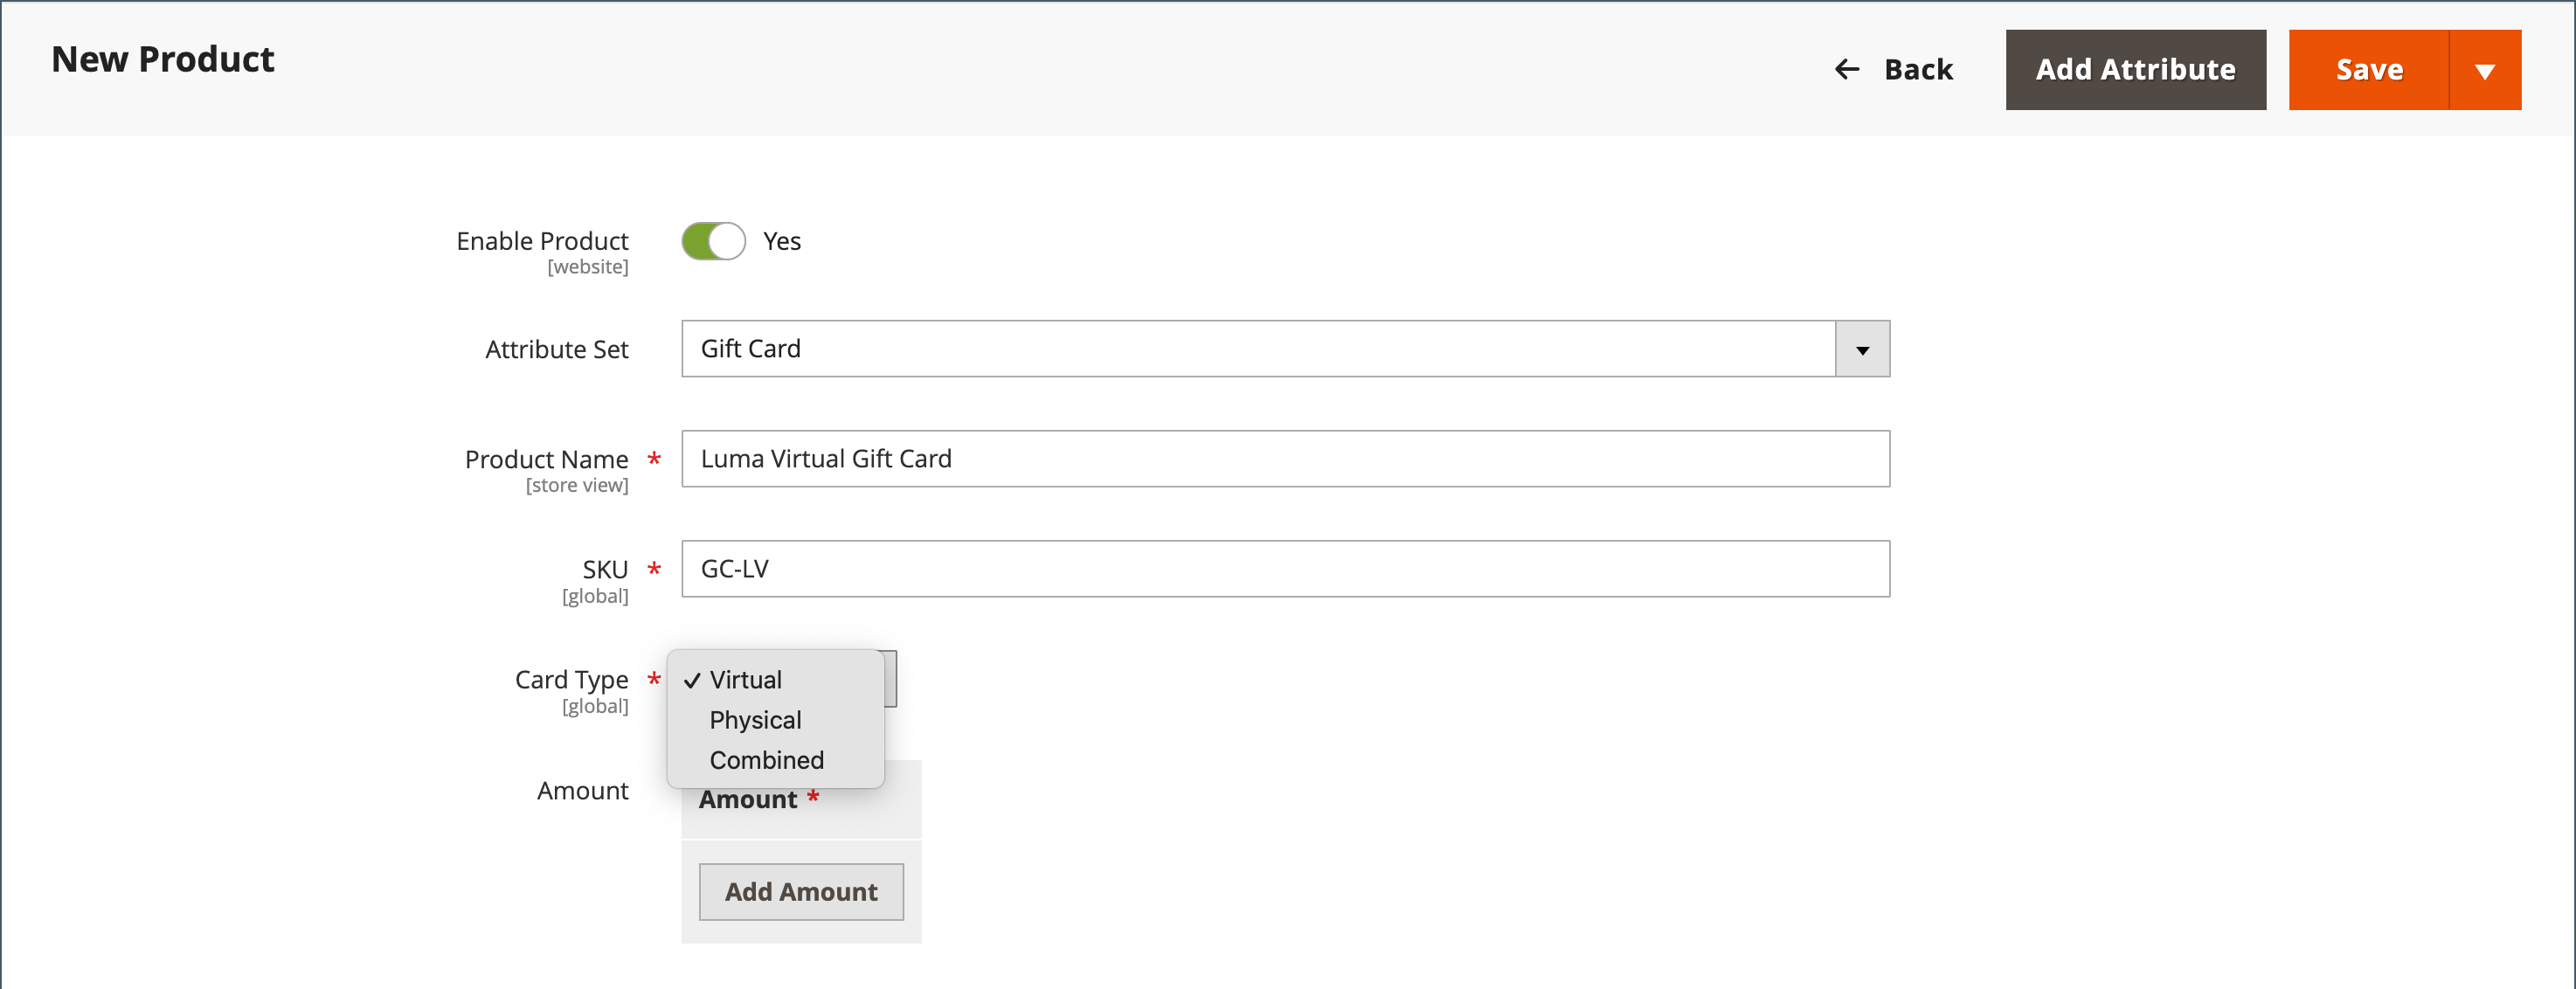 New Product
Back
Add Attribute
Save
Enable Product
[website]
Yes
Attribute Set
Gift Card
Product Name *
[store view]
Luma Virtual Gift Card
SKU *
[global]
GC-LV
Card Type *
[global]
✓ Virtual
Physical
Combined
Amount
Amount *
Add Amount